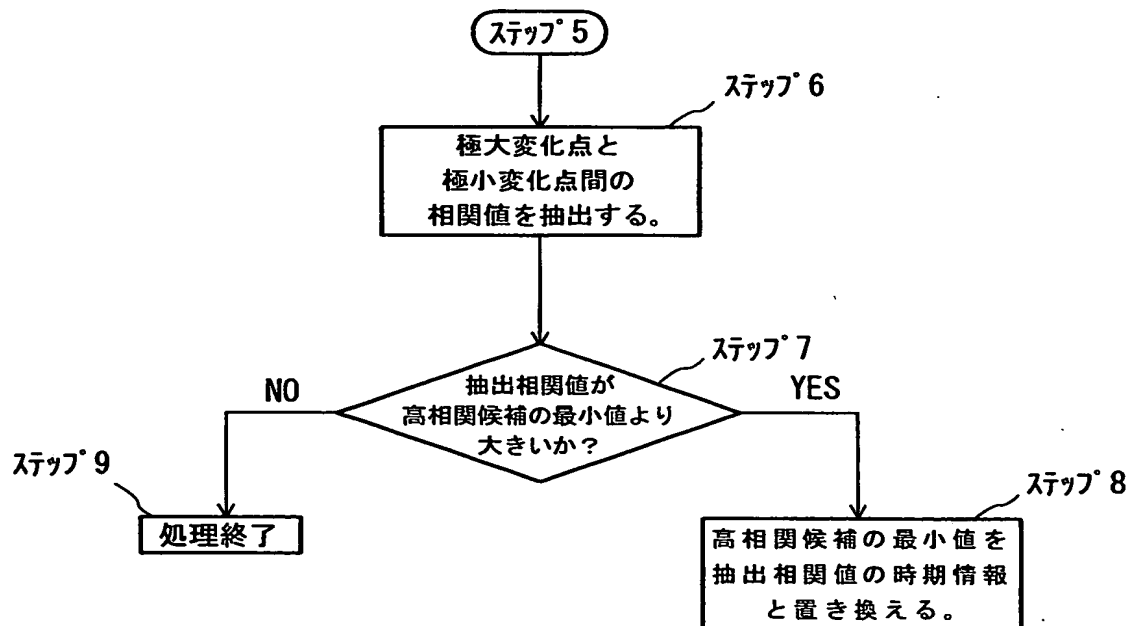 ステップ5
ステップ6
極大変化点と
極小変化点間の
相関値を抽出する。
ステップ7
NO
抽出相関値が
高相関候補の最小値より
大きいか?
YES
ステップ9
処理終了
ステップ8
高相関候補の最小値を
抽出相関値の時期情報
と置き換える。